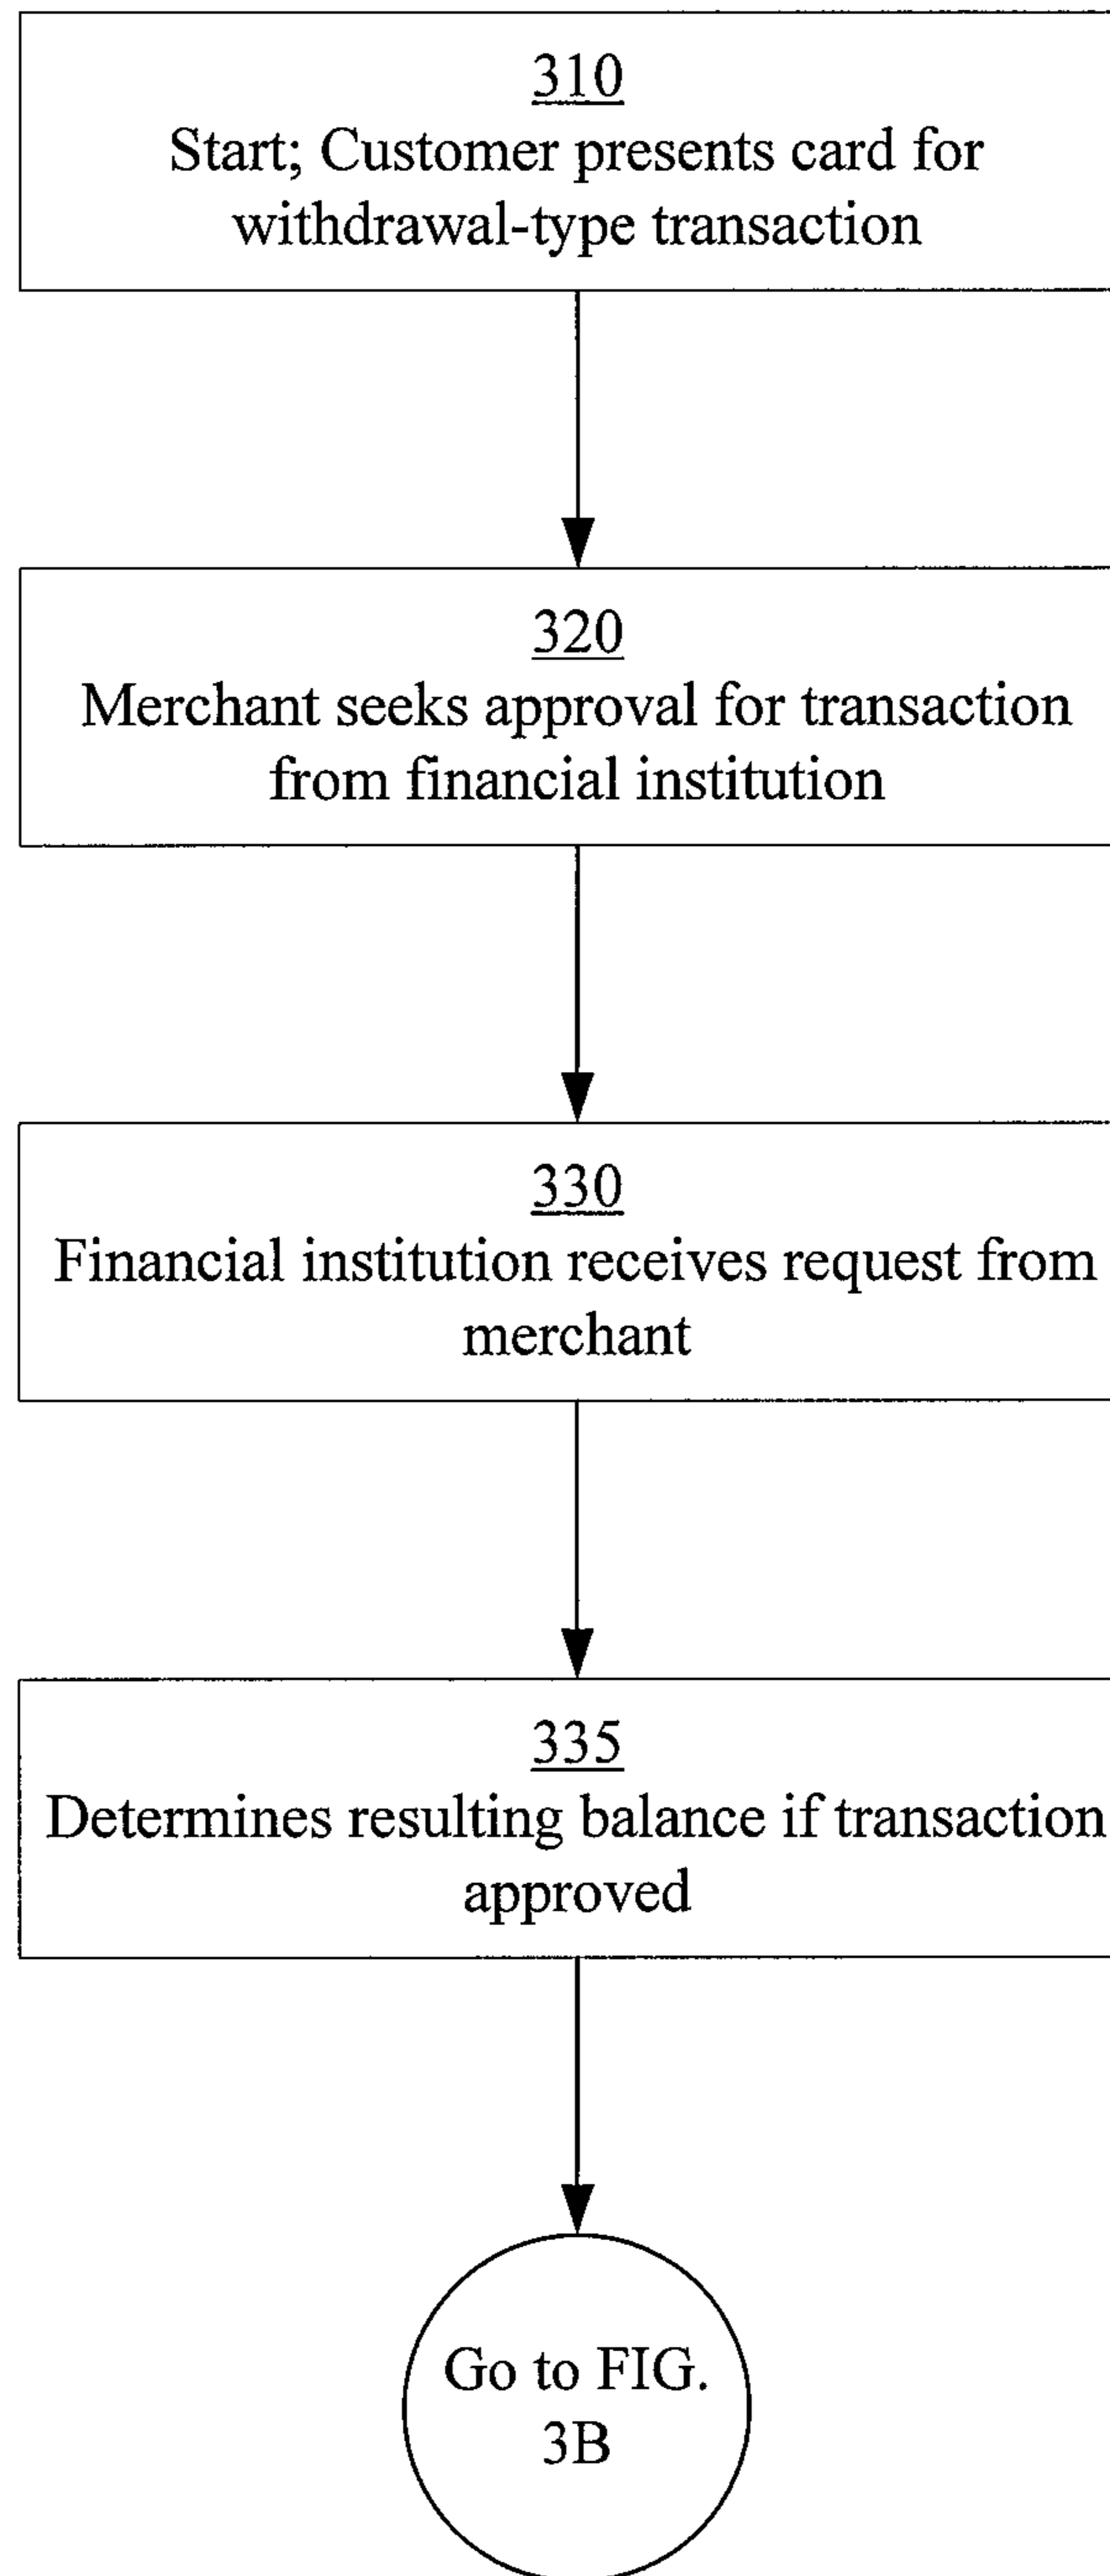 310
Start; Customer presents card for
withdrawal-type transaction
320
Merchant seeks approval for transaction
from financial institution
330
Financial institution receives request from
merchant
335
Determines resulting balance if transaction
approved
Go to FIG.
3B